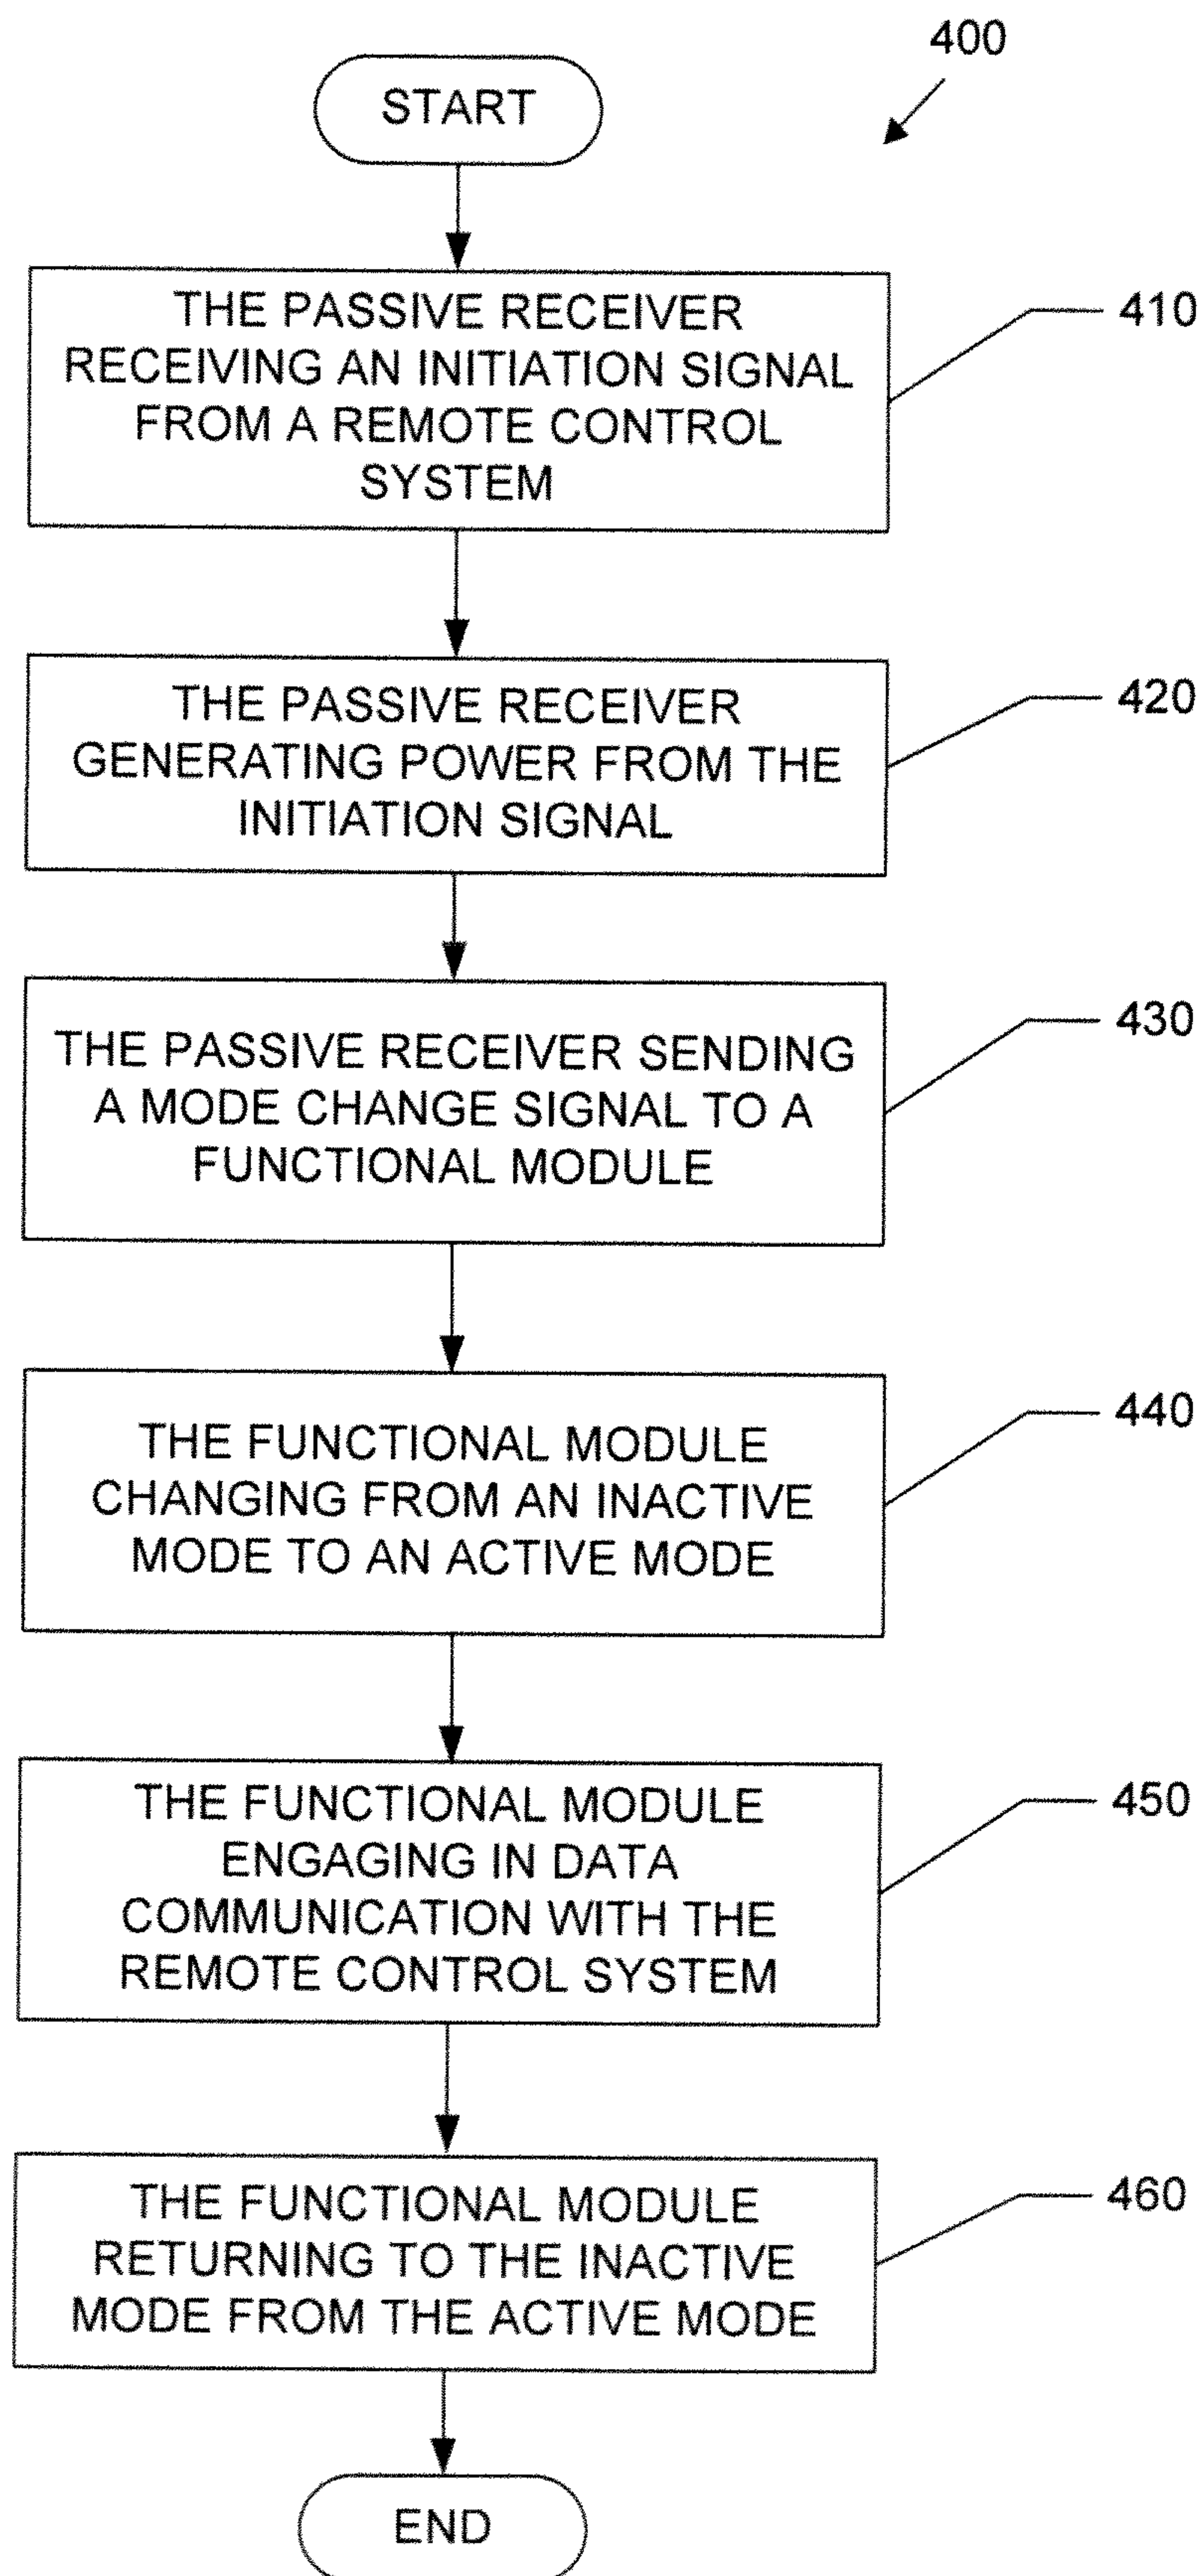 400
START
THE PASSIVE RECEIVER
RECEIVING AN INITIATION SIGNAL
FROM A REMOTE CONTROL
SYSTEM
410
THE PASSIVE RECEIVER
GENERATING POWER FROM THE
INITIATION SIGNAL
420
THE PASSIVE RECEIVER SENDING
A MODE CHANGE SIGNAL TO A
FUNCTIONAL MODULE
430
THE FUNCTIONAL MODULE
CHANGING FROM AN INACTIVE
MODE TO AN ACTIVE MODE
440
THE FUNCTIONAL MODULE
ENGAGING IN DATA
COMMUNICATION WITH THE
REMOTE CONTROL SYSTEM
450
THE FUNCTIONAL MODULE
RETURNING TO THE INACTIVE
MODE FROM THE ACTIVE MODE
460
END